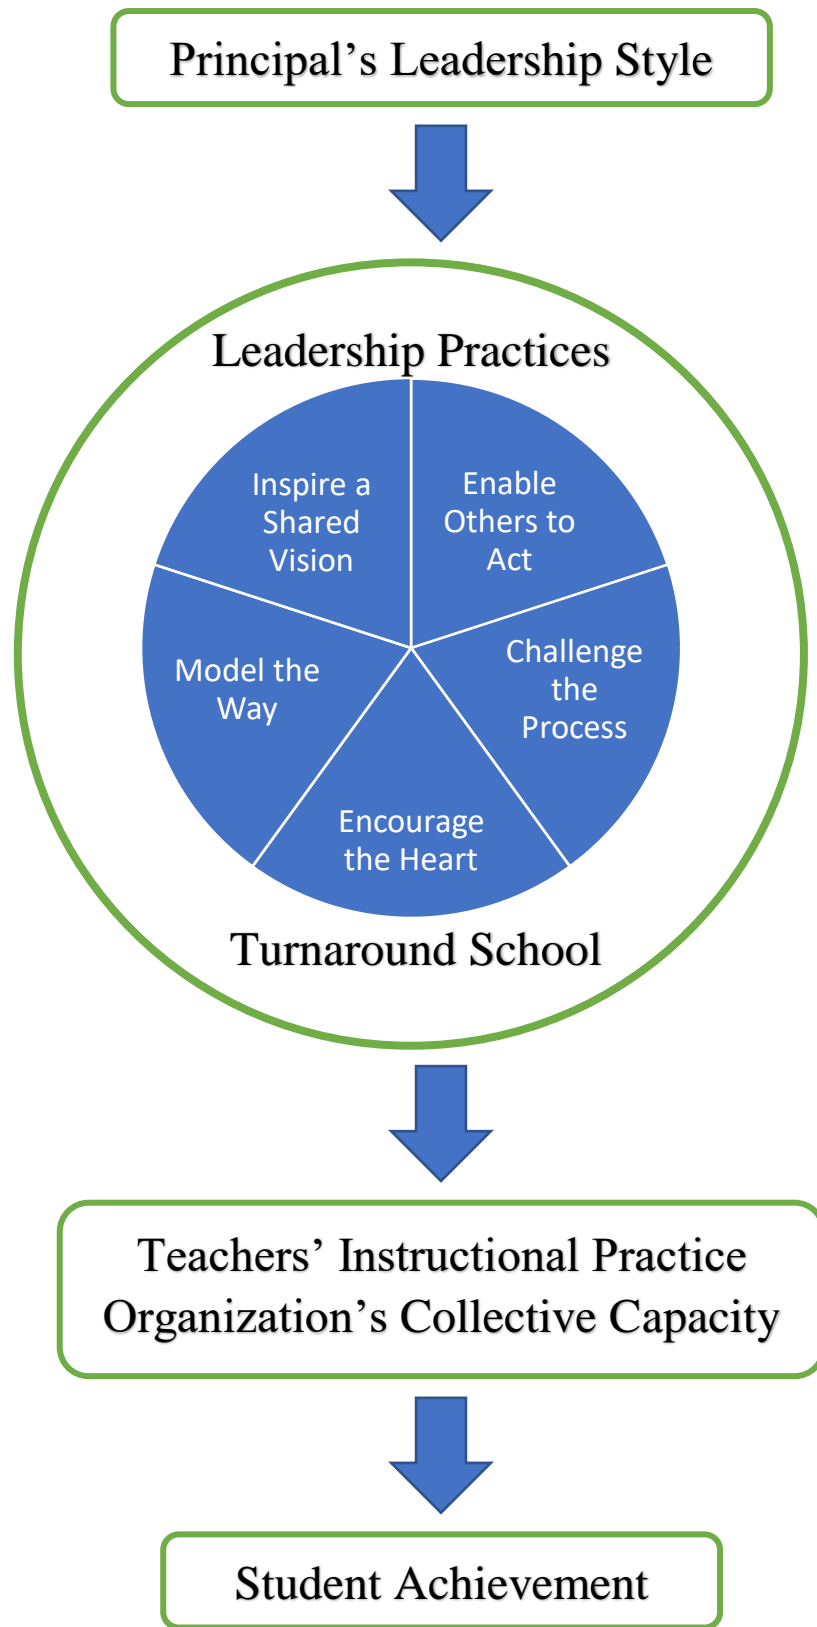 Principal’s Leadership Style
Leadership Practices
Inspire a
Shared
Vision
Enable
Others to
Act
Model the
Way
Challenge
the
Process
Encourage
the Heart
Turnaround School
Teachers’ Instructional Practice
Organization’s Collective Capacity
Student Achievement